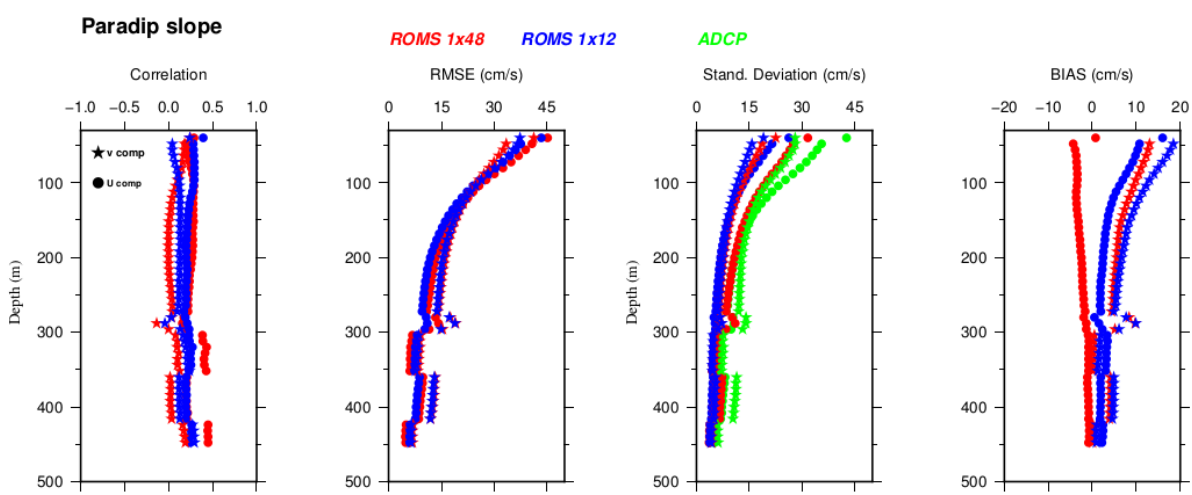 Paradip slope
ROMS 1x48 ROMS 1x12 ADCP
Correlation RMSE (cm/s) Stand. Deviation (cm/s) BIAS (cm/s)
−1.0 −0.5 0.0 0.5 1.0 0 15 30 45 0 15 30 45 −20 −10 0 10 20
v comp
U comp
100 100 100 100
200 200 200 200
Depth (m) Depth (m)
300 300 300 300
400 400 400 400
500 500 500 500